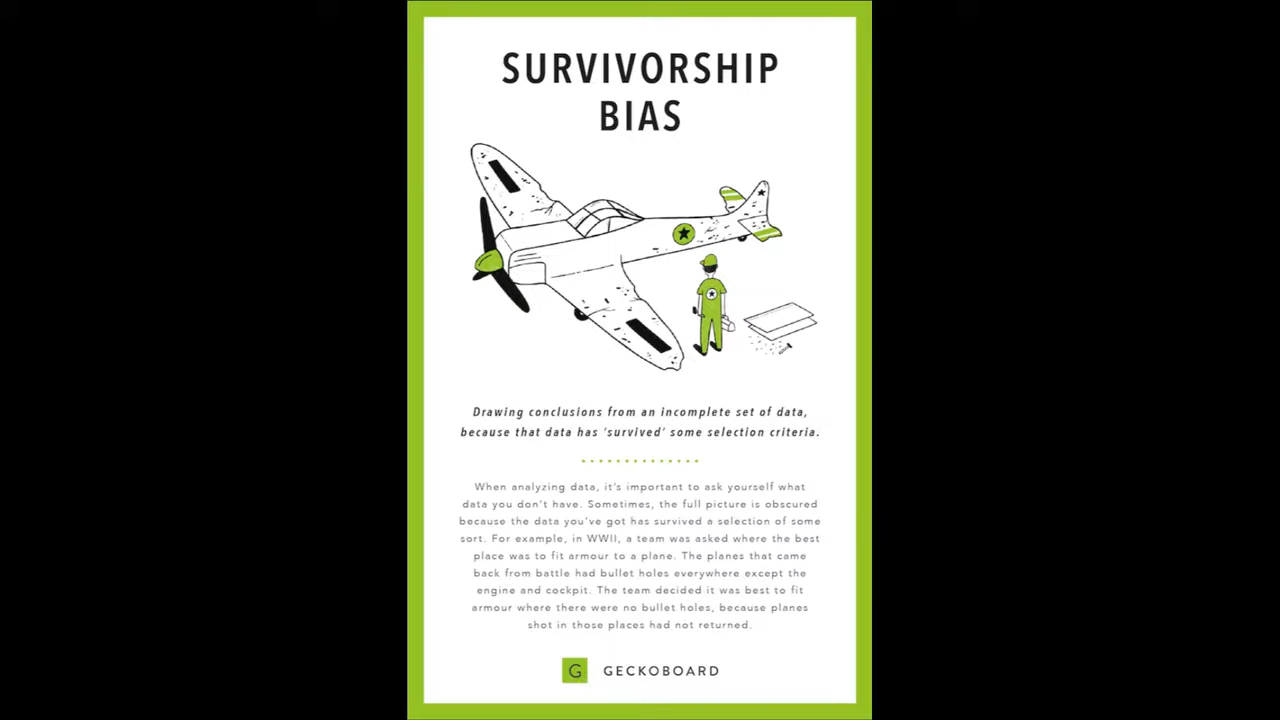 SURVIVORSHIP
BIAS
Drawing conclusions from an incomplete set of data,
because that data has 'survived' some selection criteria.
When analyzing data, it's important to ask yourself what
data you don't have. Sometimes, the full picture is obscured
because the data you've got has survived a selection of some
sort. For example, in WWII, a team was asked where the best
place was to fit armour to a plane. The planes that came
back from battle had bullet holes everywhere except the
engine and cockpit. The team decided it was best to fit
armour where there were no bullet holes, because planes
shot in those places had not returned.
G GECKOBOARD